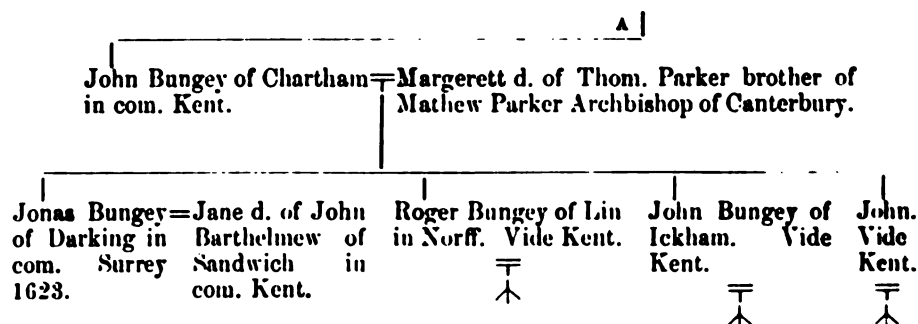 A
John Bungey of Chartham=Margerett d. of Thom. Parker brother of
in com. Kent. Mathew Parker Archbishop of Canterbury.
Jonas Bungey=Jane d. of John Roger Bungey of Lin John Bungey of John.
of Darking in Barthelmew of in Norff. Vide Kent. Ickham. Vide Vide
com. Surrey Sandwich in Kent. Kent.
1623. com. Kent.